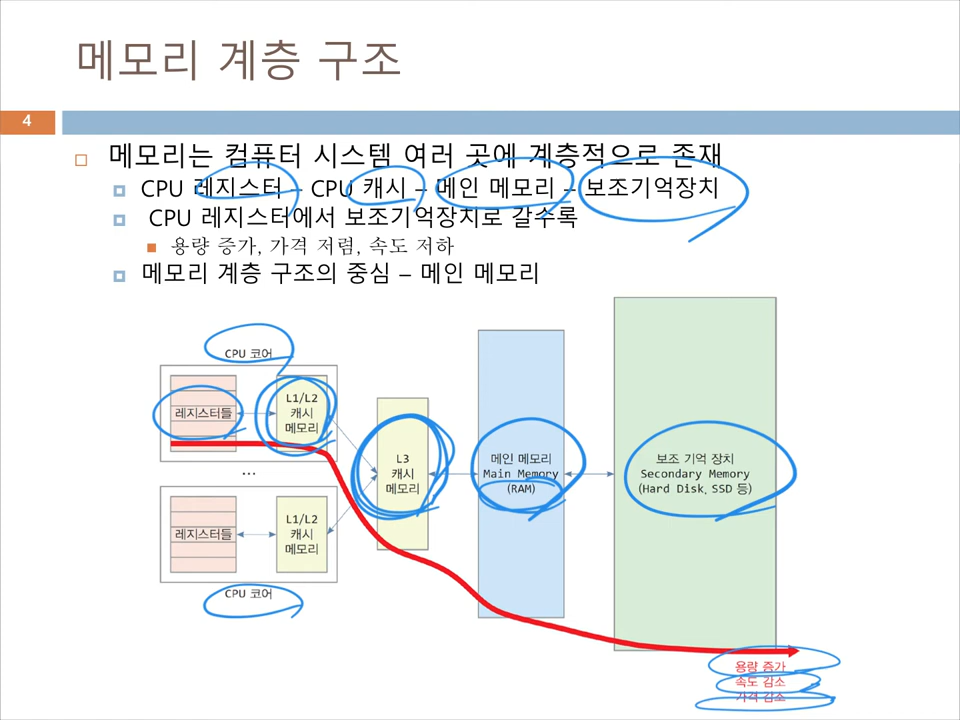 메모리 계층 구조
4
메모리는 컴퓨터 시스템 여러 곳에 계층적으로 존재
CPU 레지스터 – CPU 캐시 – 메인 메모리 – 보조기억장치
CPU 레지스터에서 보조기억장치로 갈수록
용량 증가, 가격 저렴, 속도 저하
메모리 계층 구조의 중심 – 메인 메모리
CPU 코어
레지스터들
L1/L2
캐시
메모리
...
레지스터들
L1/L2
캐시
메모리
CPU 코어
L3
캐시
메모리
메인 메모리
Main Memory
(RAM)
보조 기억 장치
Secondary Memory
(Hard Disk, SSD 등)
용량 증가
속도 감소
가격 감소